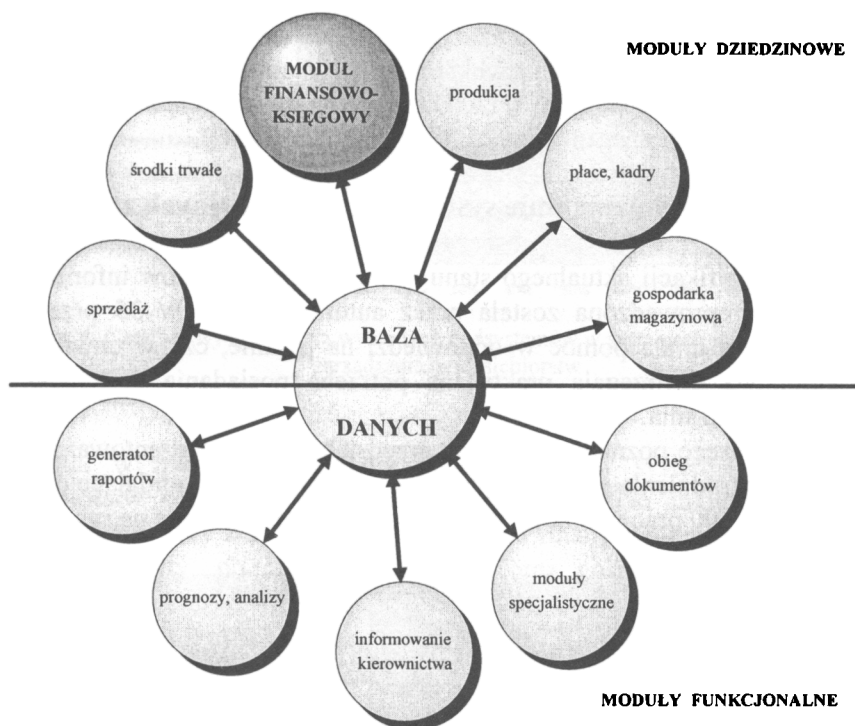 MODUŁY DZIEDZINOWE
MODUŁ
FINANSOWO-
KSIĘGOWY
produkcja
środki trwałe
płace, kadry
sprzedaż
gospodarka
magazynowa
BAZA
DANYCH
generator
raportów
obieg
dokumentów
prognozy, analizy
moduły
specjalistyczne
informowanie
kierownictwa
MODUŁY FUNKCJONALNE